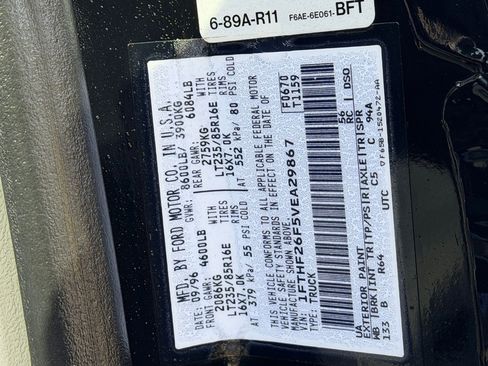 6-89A-R11 F6AE-6E061-BFT
MFD. BY FORD MOTOR CO. IN U.S.A.
09/96 GVWR: 8600LB/ 3900KG
FRONT GAWR: 4600LB REAR GAWR: 6084LB
2086KG WITH 2759KG WITH
LT235/85R16E TIRES LT235/85R16E TIRES
16X7.0K RIMS 16X7.0K RIMS
AT 379 kPa/ 55 PSI COLD AT 552 kPa/ 80 PSI COLD
THIS VEHICLE CONFORMS TO ALL APPLICABLE FEDERAL MOTOR
VEHICLE SAFETY STANDARDS IN EFFECT ON THE DATE OF
MANUFACTURE SHOWN ABOVE.
VIN: 1FTHF26F5VEA29867 F0670
TYPE: TRUCK T1159
UA
EXTERIOR PAINT DSO
WB BRK INT TR TP/PS R AXLE TR SPR
133 B R64 C5 C 94A
UTC